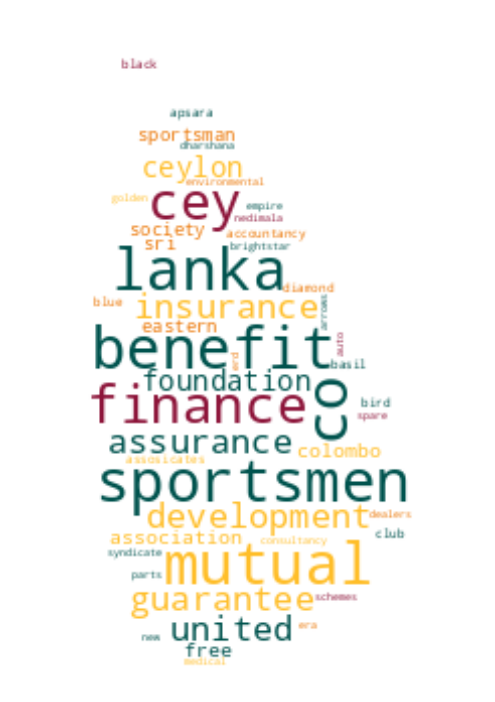 black
apsara
sportsman
dharshana
ceylon
environmental
golden cey empire
nedimala
society accountancy
sri brightstar
lanka
diamond
blue insurance arrows
eastern
benefit auto
erd basil
foundation
finance co bird
spare
assurance
colombo
assosicates
sportsmen
development dealers
association consultancy club
syndicate
mutual
parts
guarantee schemes
united era
new
free
medical